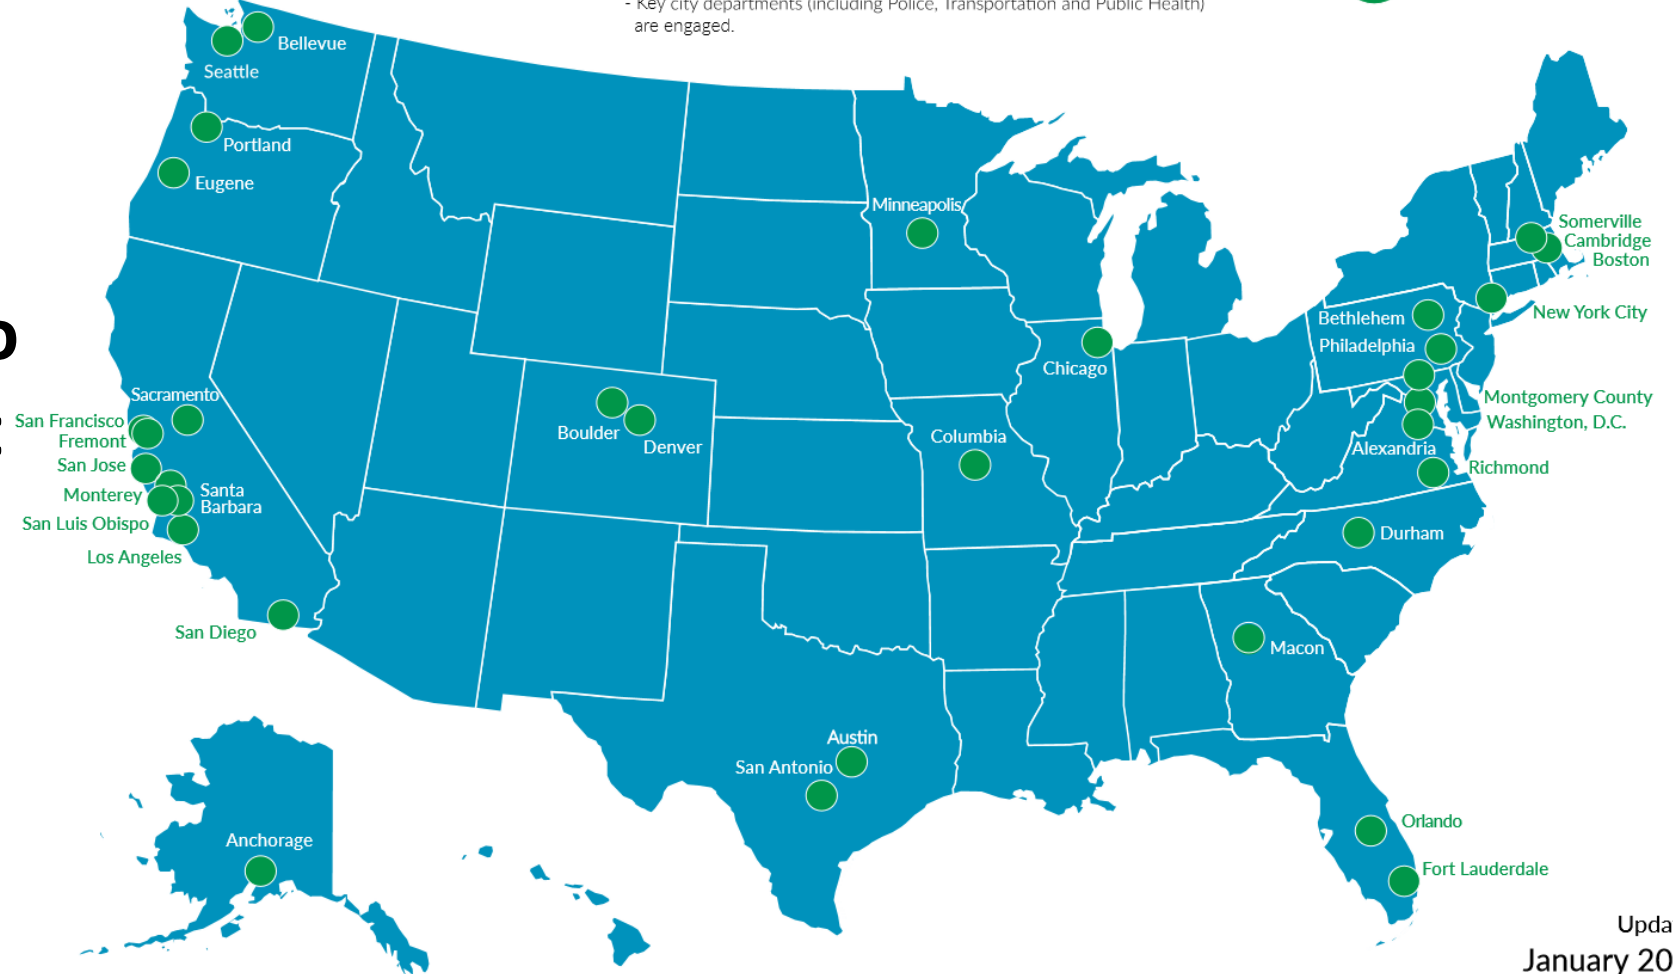 - Key city departments (including Police, Transportation and Public Health)
are engaged.
Bellevue
Seattle
Portland
Eugene
Minneapolis
Somerville
Cambridge
Boston
New York City
Bethlehem
Philadelphia
Chicago
Sacramento
San Francisco
Fremont
San Jose
Monterey
Santa
Barbara
San Luis Obispo
Los Angeles
San Diego
Boulder
Denver
Columbia
Montgomery County
Washington, D.C.
Alexandria
Richmond
Durham
Macon
Austin
San Antonio
Orlando
Fort Lauderdale
Anchorage
Upda
January 20